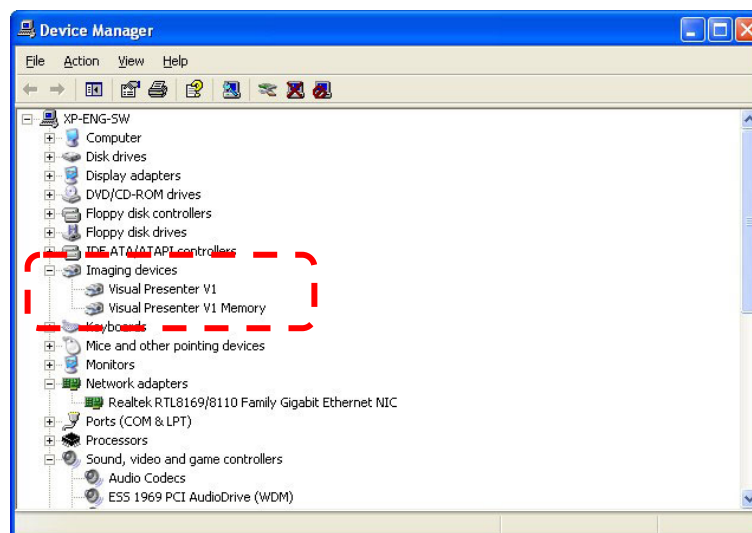 Device Manager
File Action View Help
XP-ENG-SW
Computer
Disk drives
Display adapters
DVD/CD-ROM drives
Floppy disk controllers
Floppy disk drives
IDE ATA/ATAPI controllers
Imaging devices
Visual Presenter V1
Visual Presenter V1 Memory
Keyboards
Mice and other pointing devices
Monitors
Network adapters
Realtek RTL8169/8110 Family Gigabit Ethernet NIC
Ports (COM & LPT)
Processors
Sound, video and game controllers
Audio Codecs
ESS 1969 PCI AudioDrive (WDM)